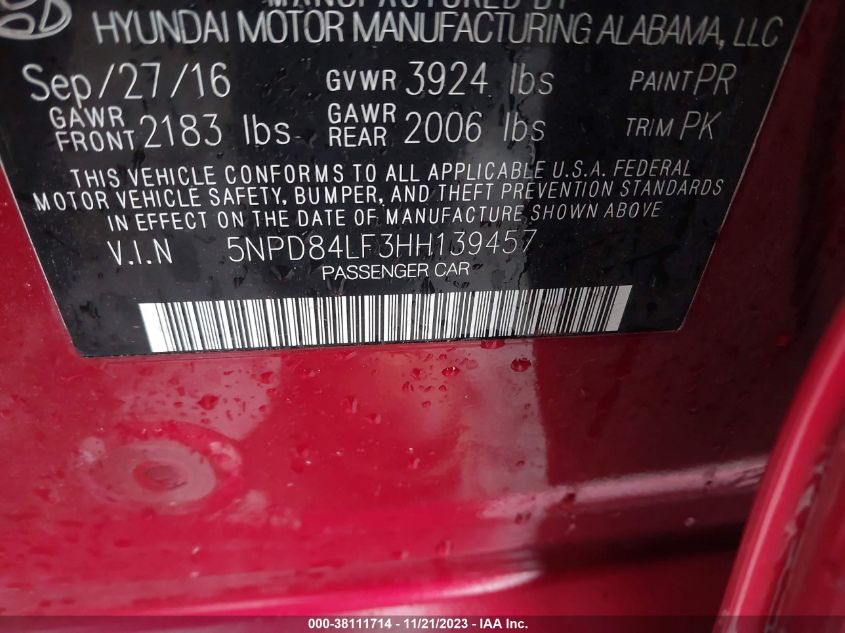 MANUFACTURED BY
HYUNDAI MOTOR MANUFACTURING ALABAMA, LLC
Sep/27/16 GVWR 3924 lbs PAINT PR
GAWR FRONT 2183 lbs GAWR REAR 2006 lbs TRIM PK
THIS VEHICLE CONFORMS TO ALL APPLICABLE U.S.A. FEDERAL
MOTOR VEHICLE SAFETY, BUMPER, AND THEFT PREVENTION STANDARDS
IN EFFECT ON THE DATE OF MANUFACTURE SHOWN ABOVE
V.I.N 5NPD84LF3HH139457
PASSENGER CAR
000-38111714 - 11/21/2023 - IAA Inc.